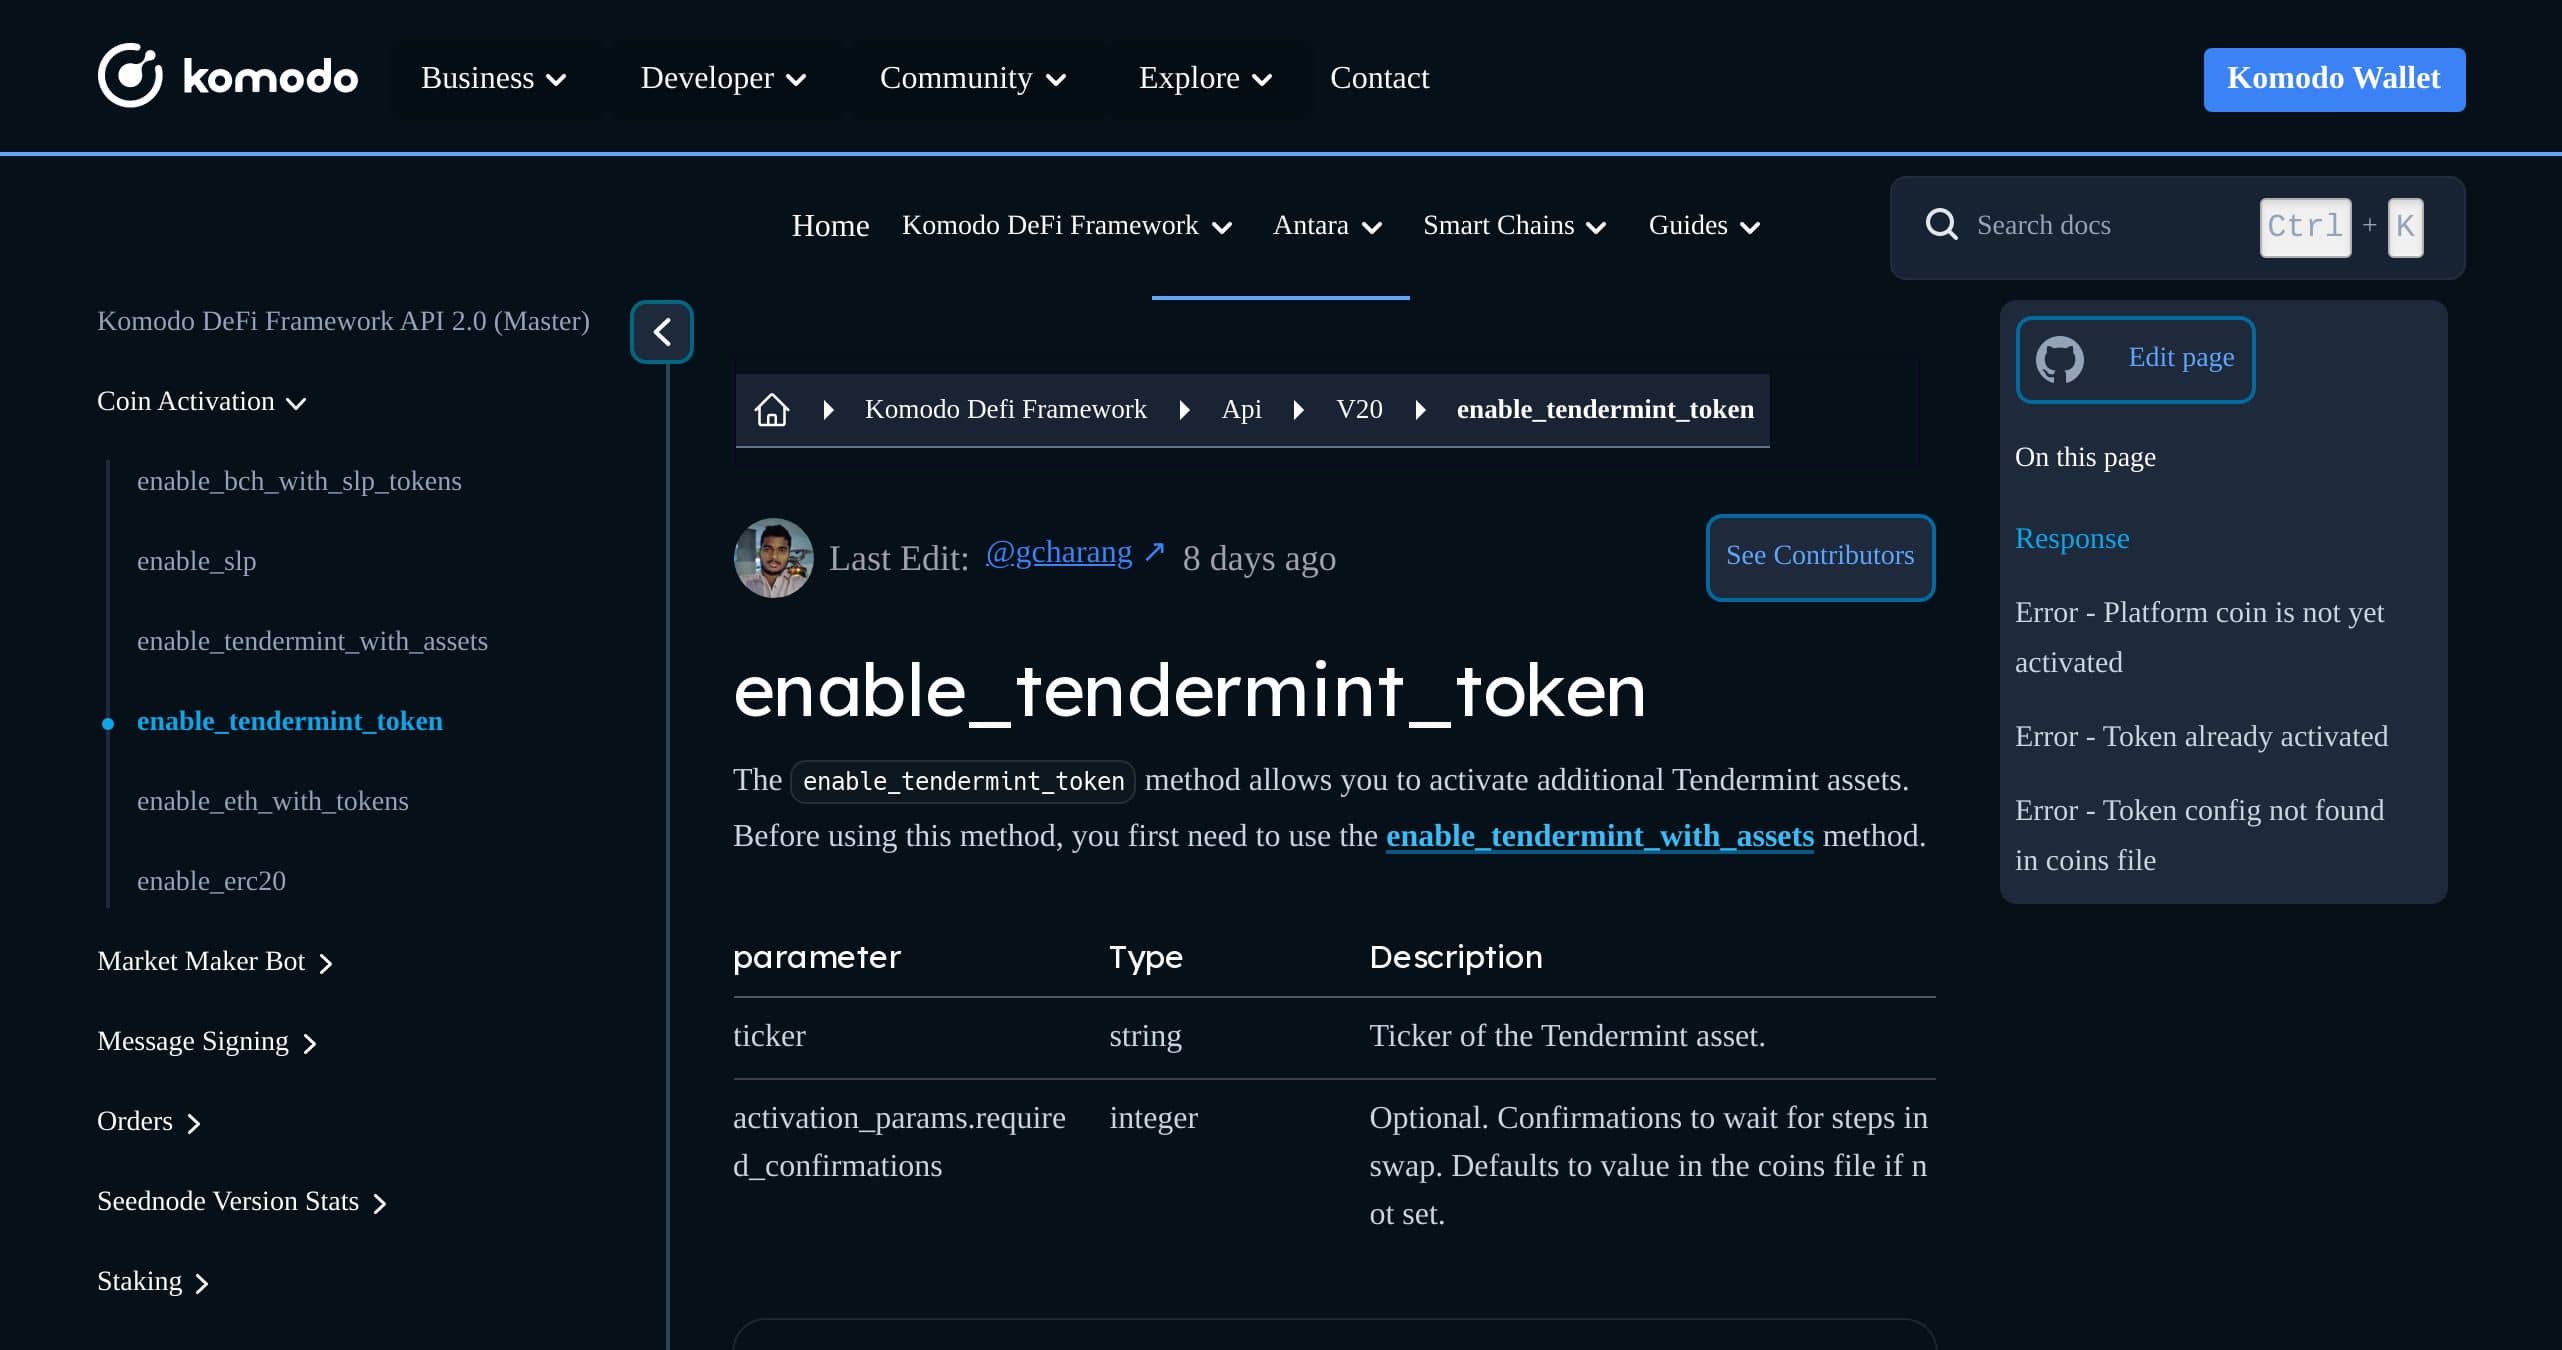 komodo Business Developer Community Explore Contact Komodo Wallet
Home Komodo DeFi Framework Antara Smart Chains Guides Search docs Ctrl + K
Komodo DeFi Framework API 2.0 (Master)
Coin Activation
enable_bch_with_slp_tokens
enable_slp
enable_tendermint_with_assets
enable_tendermint_token
enable_eth_with_tokens
enable_erc20
Market Maker Bot
Message Signing
Orders
Seednode Version Stats
Staking
Komodo Defi Framework Api V20 enable_tendermint_token
Last Edit: @gcharang ↗ 8 days ago See Contributors
enable_tendermint_token
The enable_tendermint_token method allows you to activate additional Tendermint assets.
Before using this method, you first need to use the enable_tendermint_with_assets method.
parameter Type Description
ticker string Ticker of the Tendermint asset.
activation_params.require integer Optional. Confirmations to wait for steps in
d_confirmations swap. Defaults to value in the coins file if n
ot set.
Edit page
On this page
Response
Error - Platform coin is not yet
activated
Error - Token already activated
Error - Token config not found
in coins file